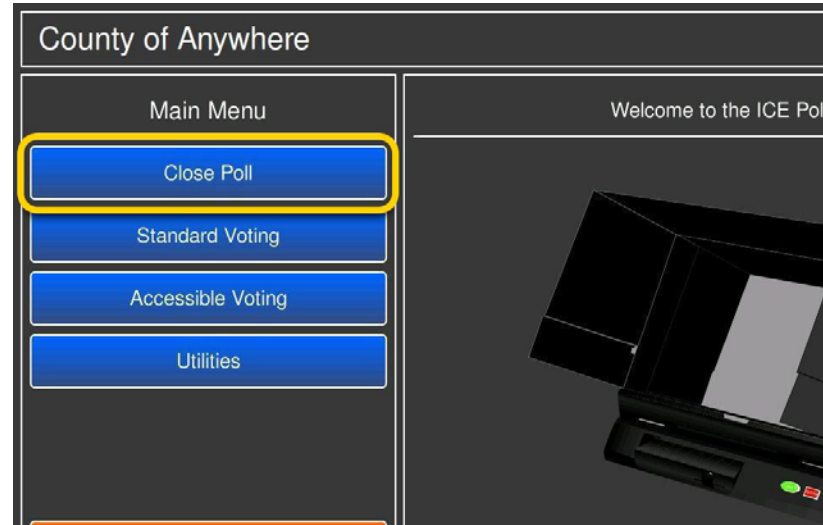 County of Anywhere
Main Menu
Welcome to the ICE Pol
Close Poll
Standard Voting
Accessible Voting
Utilities